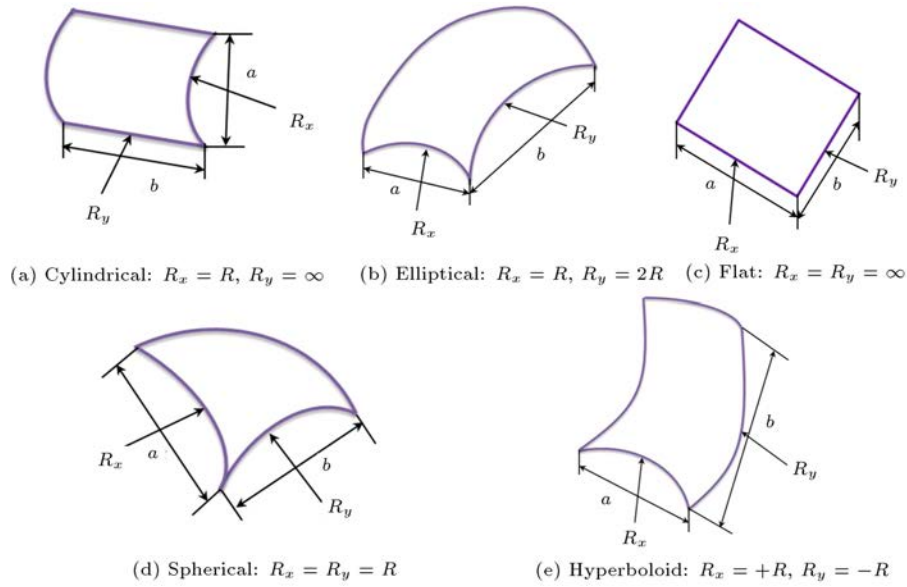 a
R_x
b
R_y
(a) Cylindrical: R_x = R, R_y = ∞
a
R_x
b
R_y
(b) Elliptical: R_x = R, R_y = 2R
a
R_x
b
R_y
(c) Flat: R_x = R_y = ∞
R_x
a
b
R_y
(d) Spherical: R_x = R_y = R
a
R_x
b
R_y
(e) Hyperboloid: R_x = +R, R_y = −R